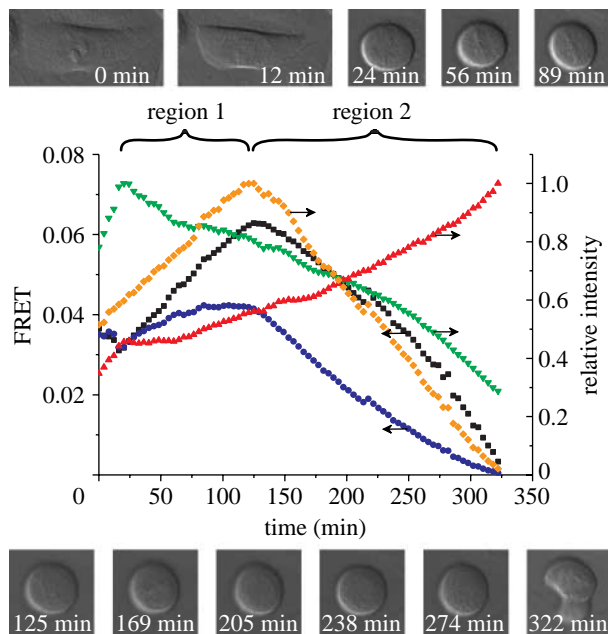 0 min
12 min
24 min
56 min
89 min
region 1
region 2
0.08
0.06
0.04
0.02
FRET
1.0
0.8
0.6
0.4
0.2
0
relative intensity
0 50 100 150 200 250 300 350
time (min)
125 min
169 min
205 min
238 min
274 min
322 min